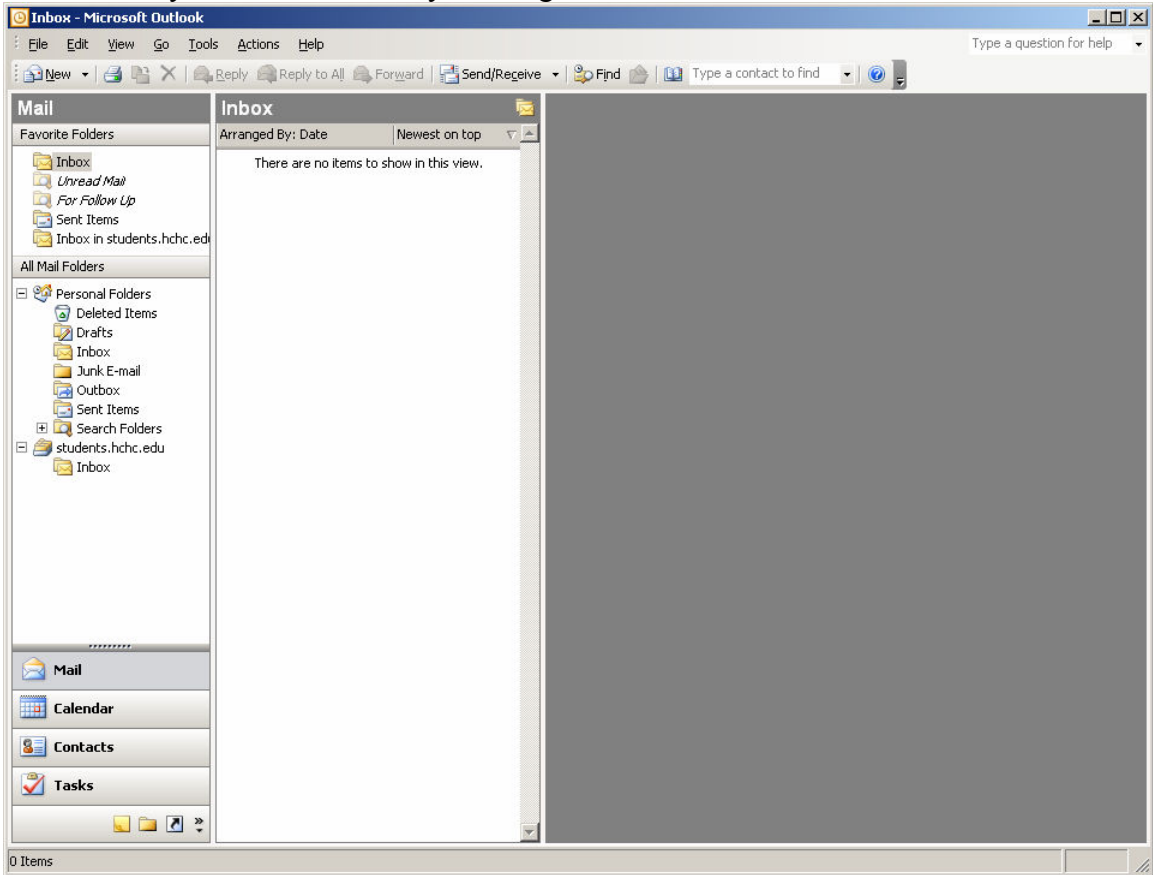 Inbox - Microsoft Outlook
File Edit View Go Tools Actions Help Type a question for help
New Reply Reply to All Forward Send/Receive Find Type a contact to find
Mail
Favorite Folders
Inbox
Unread Mail
For Follow Up
Sent Items
Inbox in students.hchc.edu
All Mail Folders
Personal Folders
Deleted Items
Drafts
Inbox
Junk E-mail
Outbox
Sent Items
Search Folders
students.hchc.edu
Inbox
Mail
Calendar
Contacts
Tasks
Inbox
Arranged By: Date Newest on top
There are no items to show in this view.
0 Items